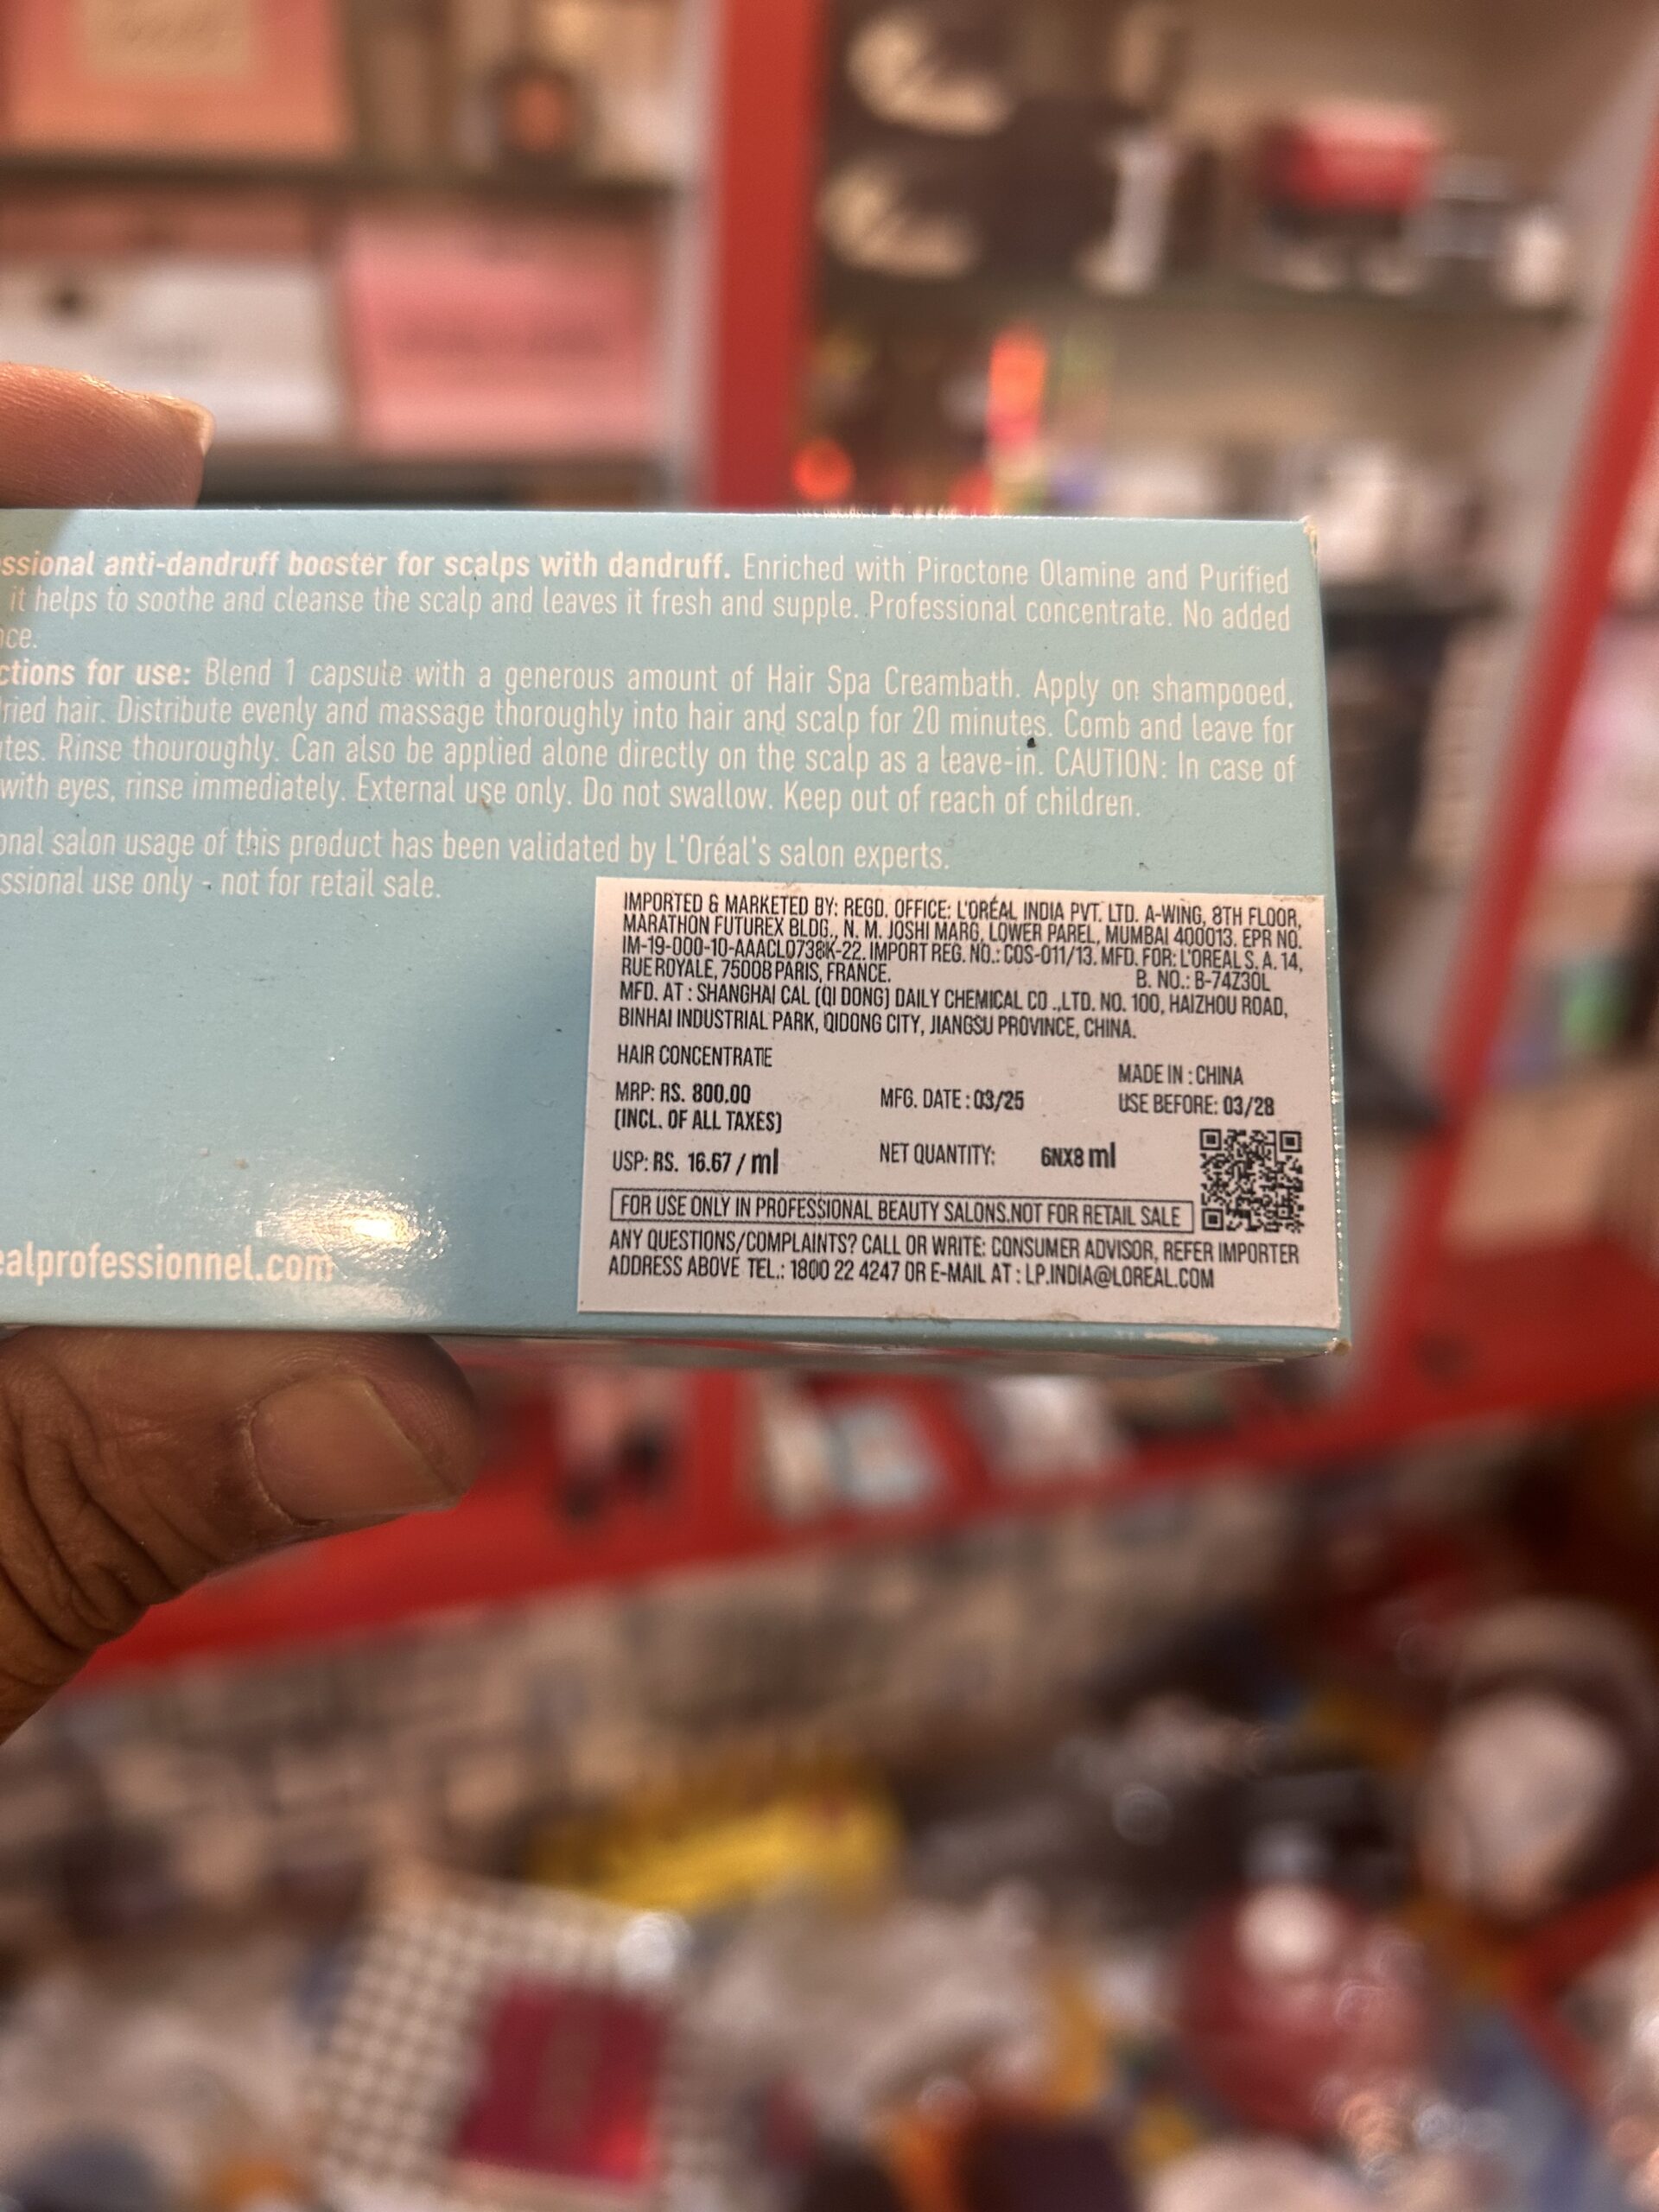 ssional anti-dandruff booster for scalps with dandruff. Enriched with Piroctone Olamine and Purified
it helps to soothe and cleanse the scalp and leaves it fresh and supple. Professional concentrate. No added
nce.
ctions for use: Blend 1 capsule with a generous amount of Hair Spa Creambath. Apply on shampooed,
ried hair. Distribute evenly and massage thoroughly into hair and scalp for 20 minutes. Comb and leave for
tes. Rinse thouroughly. Can also be applied alone directly on the scalp as a leave-in. CAUTION: In case of
with eyes, rinse immediately. External use only. Do not swallow. Keep out of reach of children.
onal salon usage of this product has been validated by L'Oréal's salon experts.
ssional use only - not for retail sale.
IMPORTED & MARKETED BY: REGD. OFFICE: L'ORÉAL INDIA PVT. LTD. A-WING, 8TH FLOOR,
MARATHON FUTUREX BLDG., N. M. JOSHI MARG, LOWER PAREL, MUMBAI 400013. EPR NO.
IM-19-000-10-AAACL0738K-22. IMPORT REG. NO.: COS-011/13. MFD. FOR: L'OREAL S. A. 14,
RUE ROYALE, 75008 PARIS, FRANCE. B. NO.: B-74Z30L
MFD. AT : SHANGHAI CAL (QI DONG) DAILY CHEMICAL CO .,LTD. NO. 100, HAIZHOU ROAD,
BINHAI INDUSTRIAL PARK, QIDONG CITY, JIANGSU PROVINCE, CHINA.
HAIR CONCENTRATE
MADE IN : CHINA
MRP: RS. 800.00 MFG. DATE : 03/25 USE BEFORE: 03/28
(INCL. OF ALL TAXES)
USP: RS. 16.67 / ml NET QUANTITY: 6NX8 ml
FOR USE ONLY IN PROFESSIONAL BEAUTY SALONS.NOT FOR RETAIL SALE
ANY QUESTIONS/COMPLAINTS? CALL OR WRITE: CONSUMER ADVISOR, REFER IMPORTER
ADDRESS ABOVE TEL.: 1800 22 4247 OR E-MAIL AT : LP.INDIA@LOREAL.COM
ealprofessionnel.com